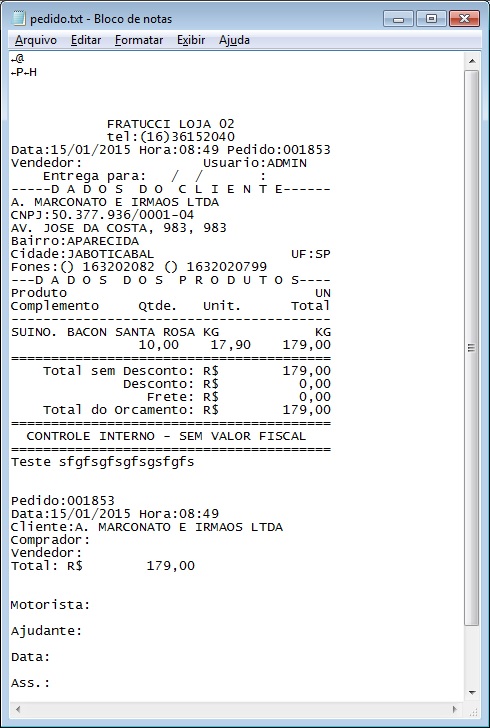 pedido.txt - Bloco de notas
Arquivo Editar Formatar Exibir Ajuda
←@
←P←H
FRATUCCI LOJA 02
tel:(16)36152040
Data:15/01/2015 Hora:08:49 Pedido:001853
Vendedor: Usuario:ADMIN
Entrega para: / / :
-----D A D O S  D O  C L I E N T E------
A. MARCONATO E IRMAOS LTDA
CNPJ:50.377.936/0001-04
AV. JOSE DA COSTA, 983, 983
Bairro:APARECIDA
Cidade:JABOTICABAL UF:SP
Fones:() 163202082 () 1632020799
---D A D O S  D O S  P R O D U T O S----
Produto UN
Complemento Qtde. Unit. Total
----------------------------------------
SUINO. BACON SANTA ROSA KG KG
10,00 17,90 179,00
========================================
Total sem Desconto: R$ 179,00
Desconto: R$ 0,00
Frete: R$ 0,00
Total do Orcamento: R$ 179,00
========================================
CONTROLE INTERNO - SEM VALOR FISCAL
========================================
Teste sfgfsgfsgfsgsfgfs
Pedido:001853
Data:15/01/2015 Hora:08:49
Cliente:A. MARCONATO E IRMAOS LTDA
Comprador:
Vendedor:
Total: R$ 179,00
Motorista:
Ajudante:
Data:
Ass.: